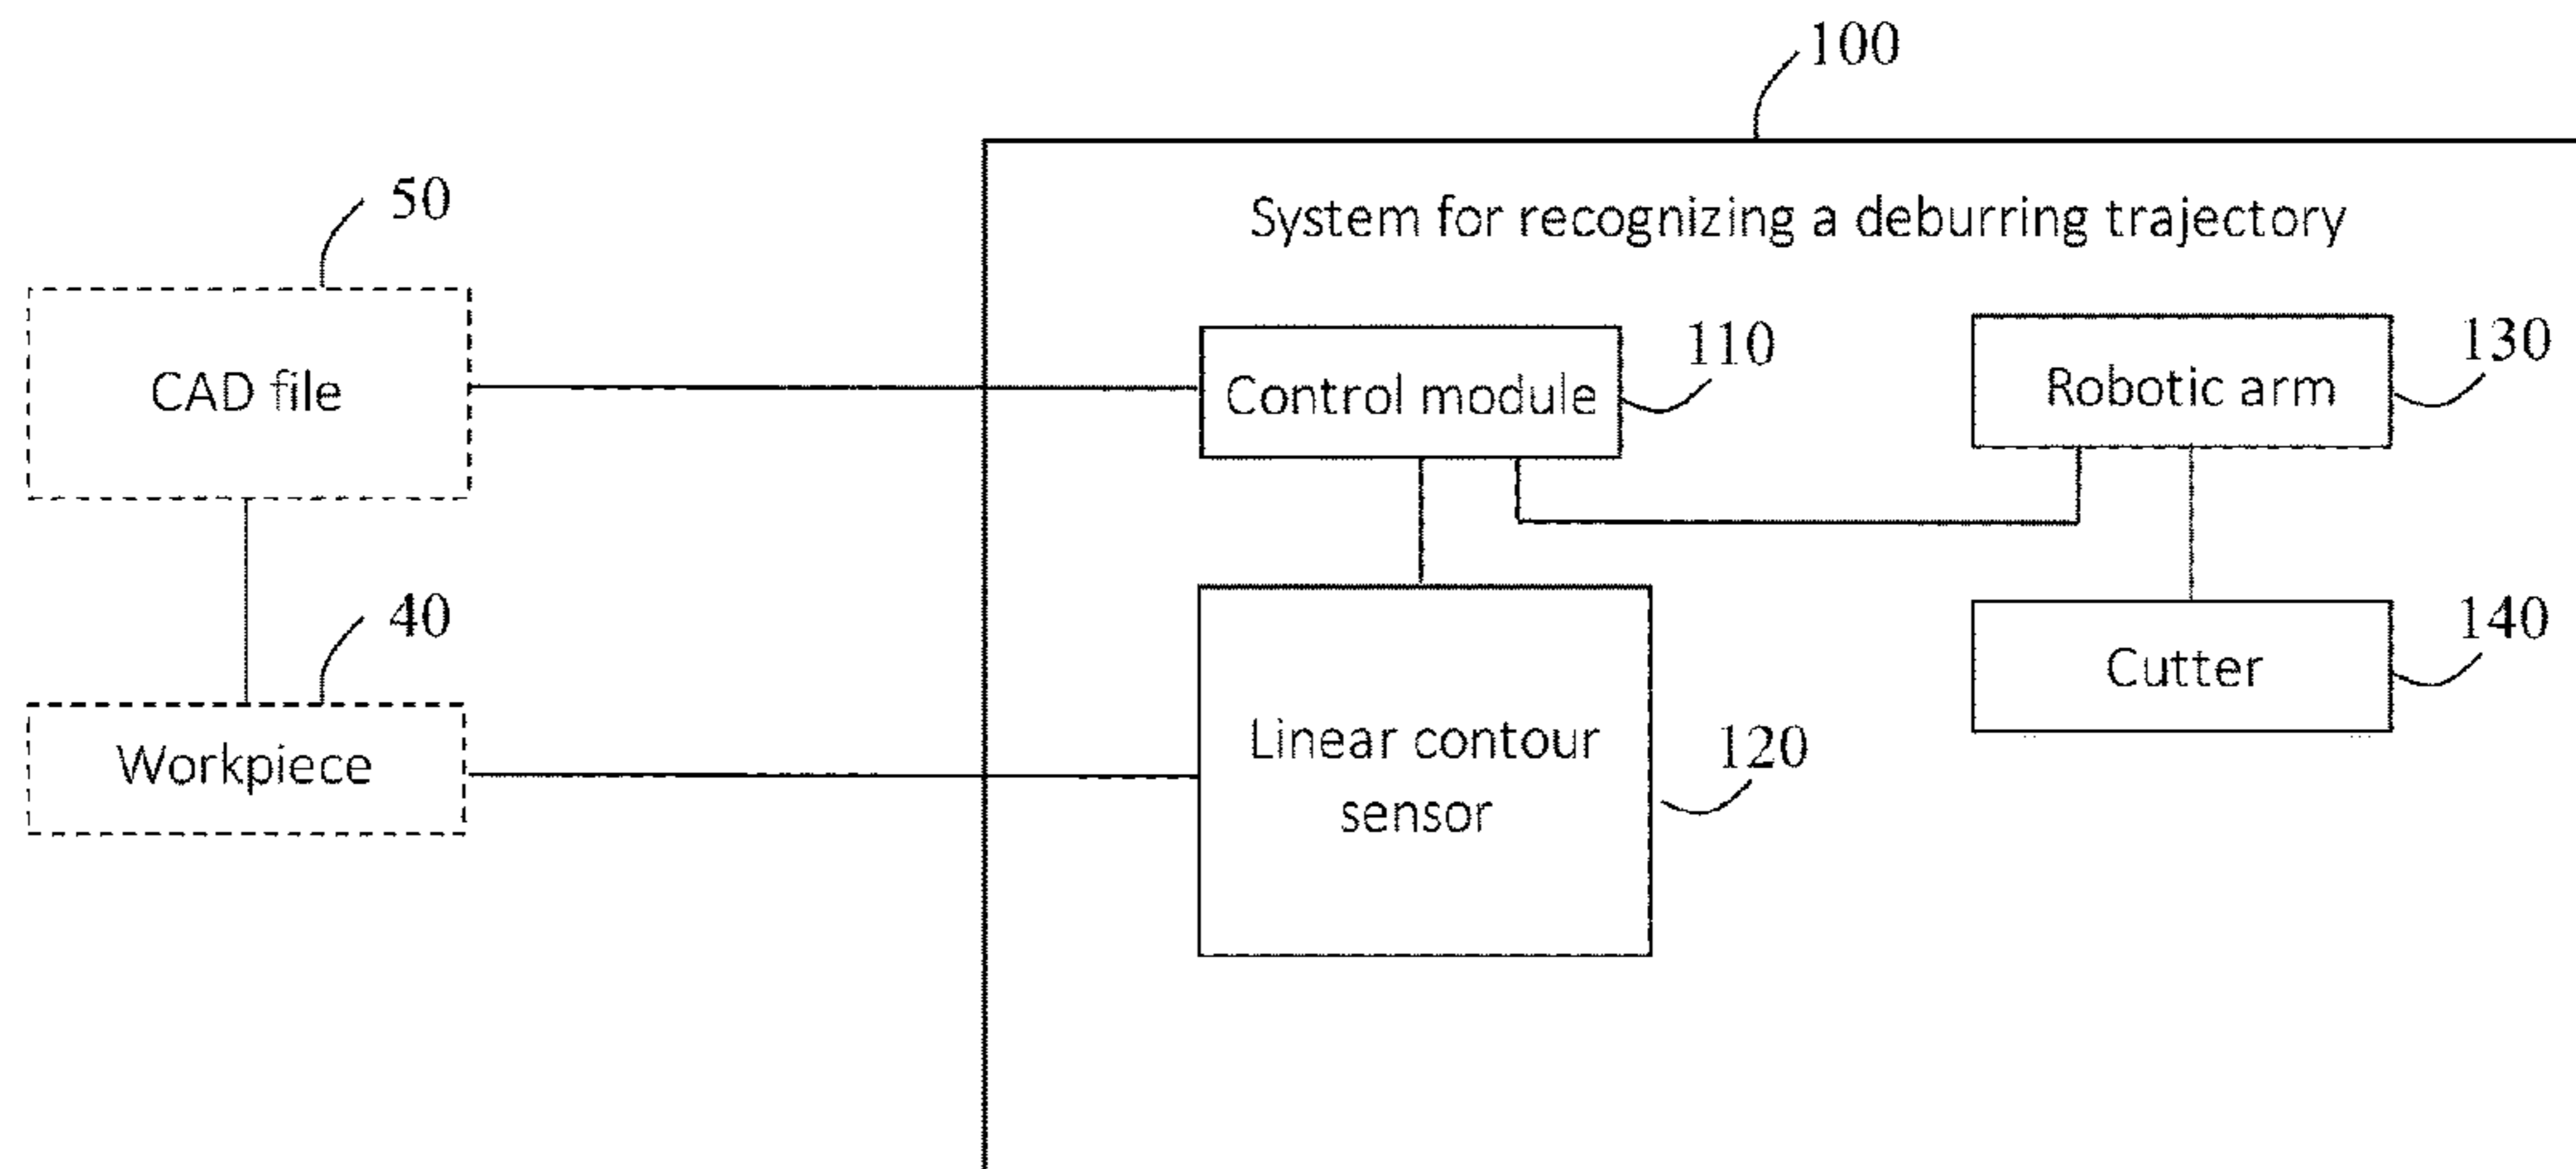 100
50
System for recognizing a deburring trajectory
CAD file
Control module
110
Robotic arm
130
40
Workpiece
Linear contour
sensor
120
Cutter
140